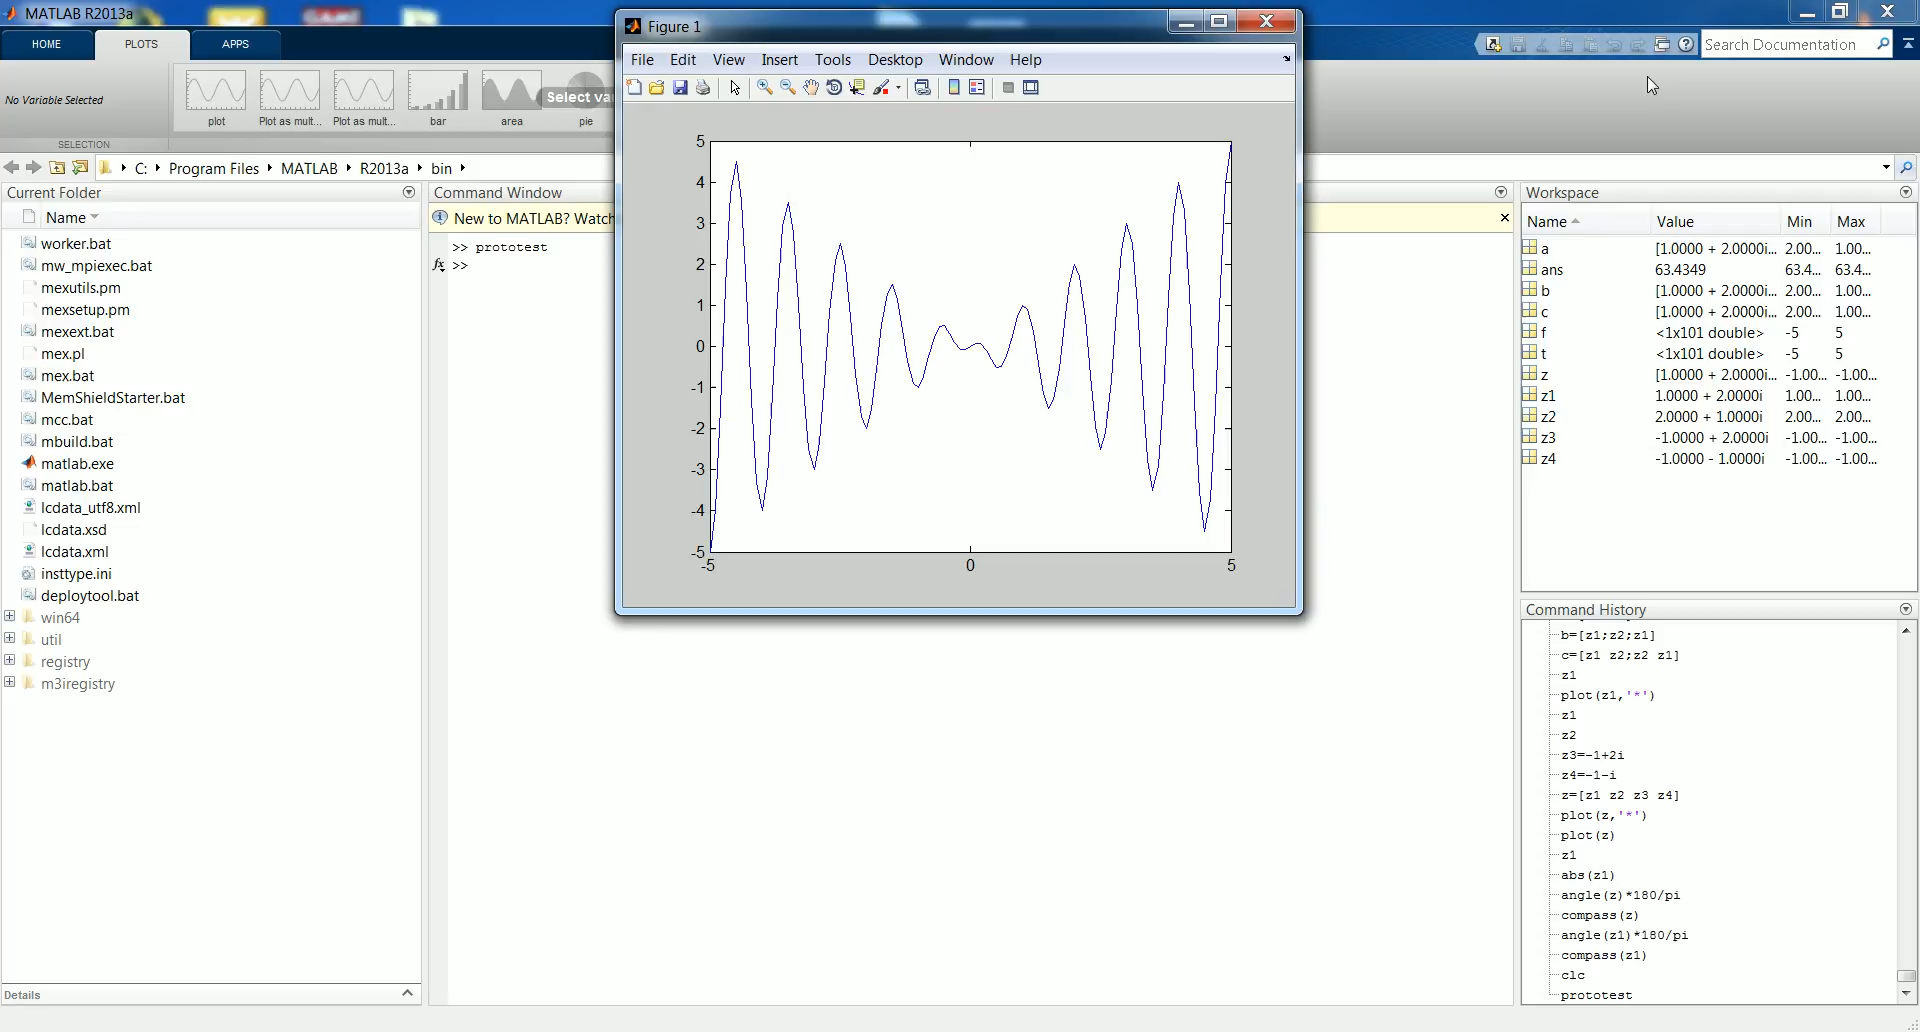 MATLAB R2013a
HOME
PLOTS
APPS
Search Documentation
No Variable Selected
plot
Plot as mult...
Plot as mult...
bar
area
pie
Select va
SELECTION
C:
Program Files
MATLAB
R2013a
bin
Current Folder
Name
worker.bat
mw_mpiexec.bat
mexutils.pm
mexsetup.pm
mexext.bat
mex.pl
mex.bat
MemShieldStarter.bat
mcc.bat
mbuild.bat
matlab.exe
matlab.bat
lcdata_utf8.xml
lcdata.xsd
lcdata.xml
insttype.ini
deploytool.bat
win64
util
registry
m3iregistry
Details
Command Window
New to MATLAB? Watch
>> prototest
fx >>
Figure 1
File Edit View Insert Tools Desktop Window Help
5
4
3
2
1
0
-1
-2
-3
-4
-5
-5 0 5
Workspace
Name Value Min Max
a [1.0000 + 2.0000i... 2.00... 1.00...
ans 63.4349 63.4... 63.4...
b [1.0000 + 2.0000i... 2.00... 1.00...
c [1.0000 + 2.0000i... 2.00... 1.00...
f <1x101 double> -5 5
t <1x101 double> -5 5
z [1.0000 + 2.0000i... -1.00... -1.00...
z1 1.0000 + 2.0000i 1.00... 1.00...
z2 2.0000 + 1.0000i 2.00... 2.00...
z3 -1.0000 + 2.0000i -1.00... -1.00...
z4 -1.0000 - 1.0000i -1.00... -1.00...
Command History
b=[z1;z2;z1]
c=[z1 z2;z2 z1]
z1
plot(z1,'*')
z1
z2
z3=-1+2i
z4=-1-i
z=[z1 z2 z3 z4]
plot(z,'*')
plot(z)
z1
abs(z1)
angle(z)*180/pi
compass(z)
angle(z1)*180/pi
compass(z1)
clc
prototest